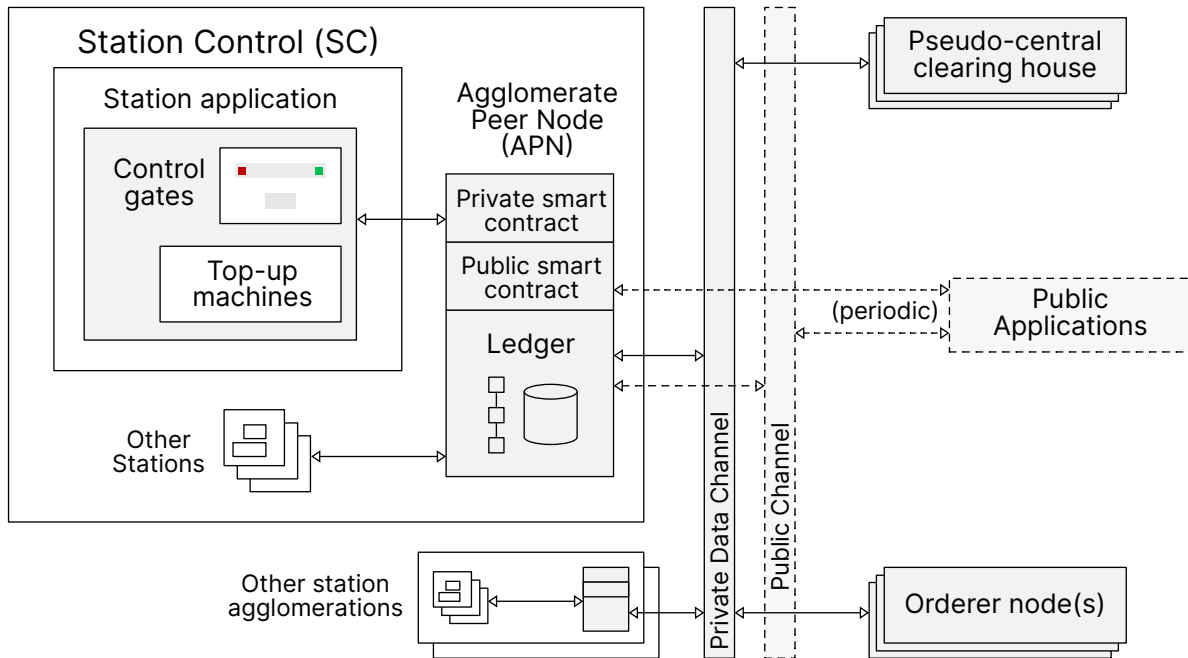 Station Control (SC)
Station application
Control
gates
Top-up
machines
Agglomerate
Peer Node
(APN)
Private smart
contract
Public smart
contract
Ledger
Other
Stations
Other station
agglomerations
Private Data Channel
Public Channel
Pseudo-central
clearing house
(periodic)
Public
Applications
Orderer node(s)